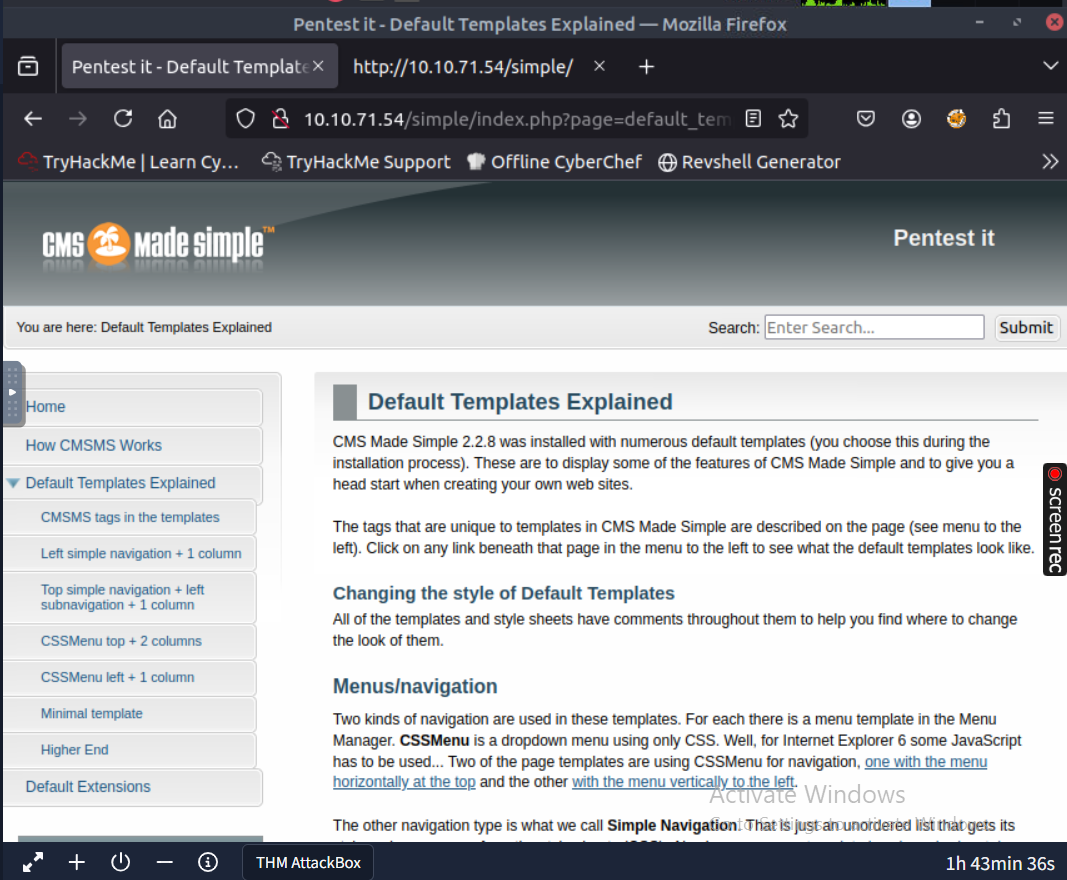 Pentest it - Default Templates Explained — Mozilla Firefox
Pentest it - Default Template
http://10.10.71.54/simple/
10.10.71.54/simple/index.php?page=default_tem
TryHackMe | Learn Cy...
TryHackMe Support
Offline CyberChef
Revshell Generator
CMS made simple™
Pentest it
You are here: Default Templates Explained
Search: Enter Search... Submit
Home
How CMSMS Works
Default Templates Explained
CMSMS tags in the templates
Left simple navigation + 1 column
Top simple navigation + left
subnavigation + 1 column
CSSMenu top + 2 columns
CSSMenu left + 1 column
Minimal template
Higher End
Default Extensions
Default Templates Explained
CMS Made Simple 2.2.8 was installed with numerous default templates (you choose this during the
installation process). These are to display some of the features of CMS Made Simple and to give you a
head start when creating your own web sites.
The tags that are unique to templates in CMS Made Simple are described on the page (see menu to the
left). Click on any link beneath that page in the menu to the left to see what the default templates look like.
Changing the style of Default Templates
All of the templates and style sheets have comments throughout them to help you find where to change
the look of them.
Menus/navigation
Two kinds of navigation are used in these templates. For each there is a menu template in the Menu
Manager. CSSMenu is a dropdown menu using only CSS. Well, for Internet Explorer 6 some JavaScript
has to be used... Two of the page templates are using CSSMenu for navigation, one with the menu
horizontally at the top and the other with the menu vertically to the left.
The other navigation type is what we call Simple Navigation. That is just an unordered list that gets its
Activate Windows
Go to Settings to activate Windows.
screen rec
THM AttackBox
1h 43min 36s